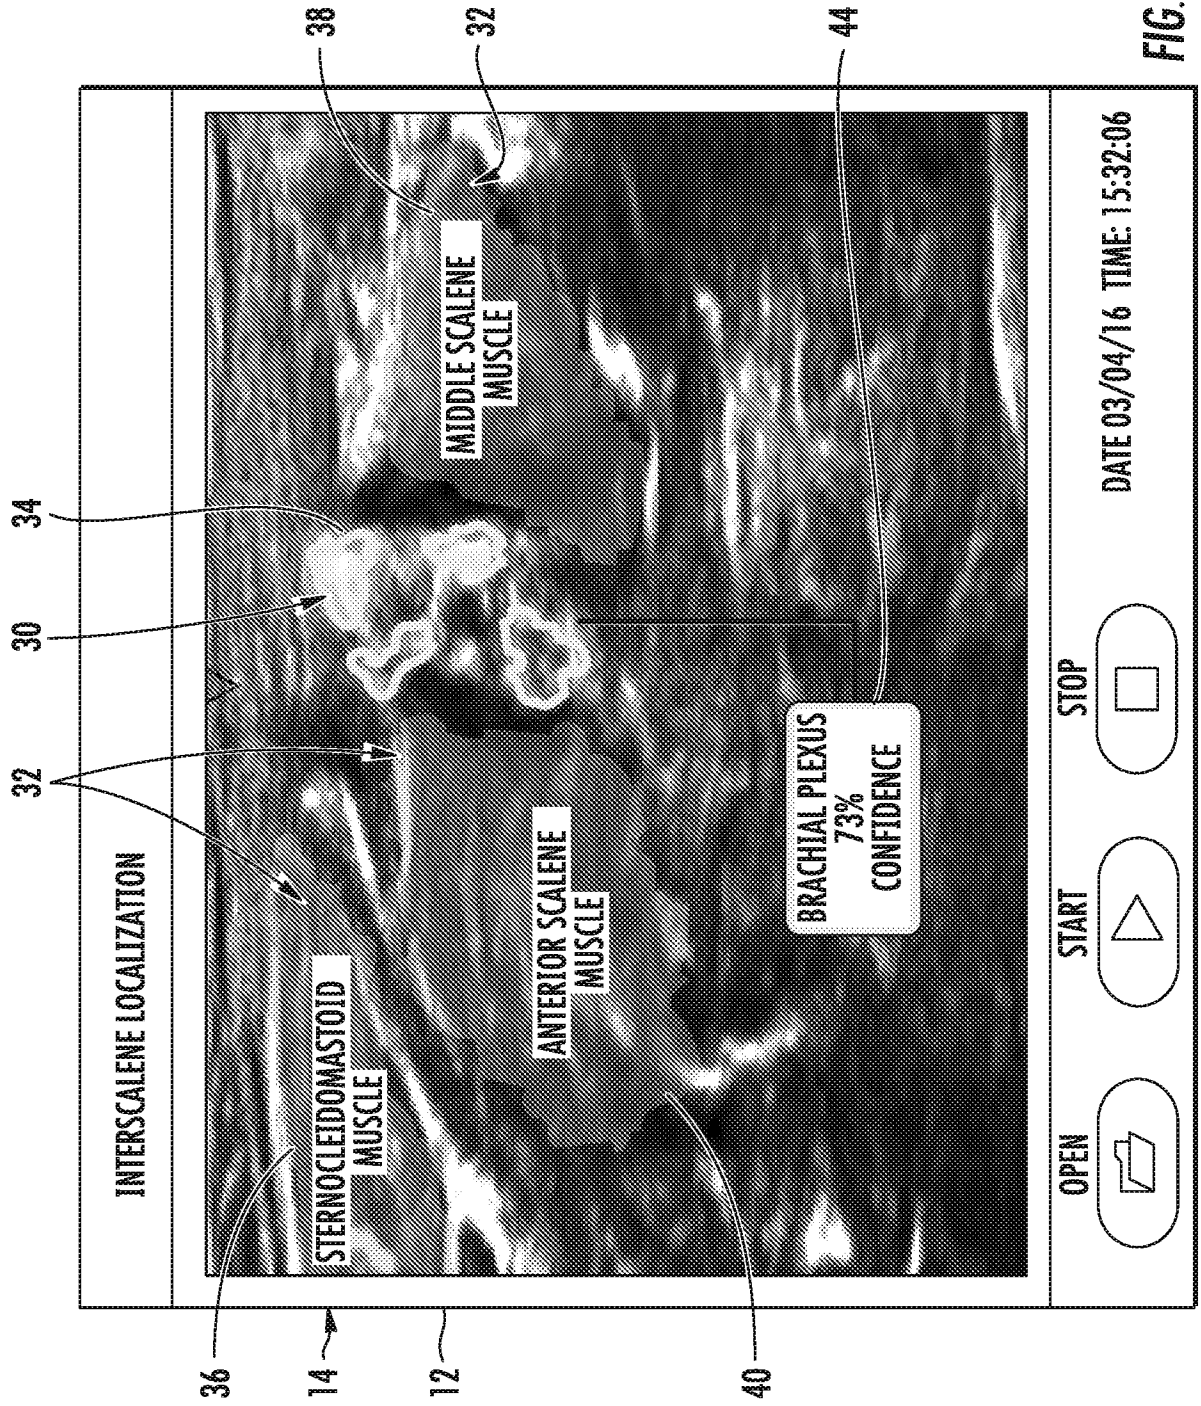 INTERSCALENE LOCALIZATION
32
30
34
38
32
44
36
14
12
40
STERNOCLEIDOMASTOID
MUSCLE
ANTERIOR SCALENE
MUSCLE
MIDDLE SCALENE
MUSCLE
BRACHIAL PLEXUS
73%
CONFIDENCE
OPEN
START
STOP
DATE 03/04/16 TIME: 15:32:06
FIG.